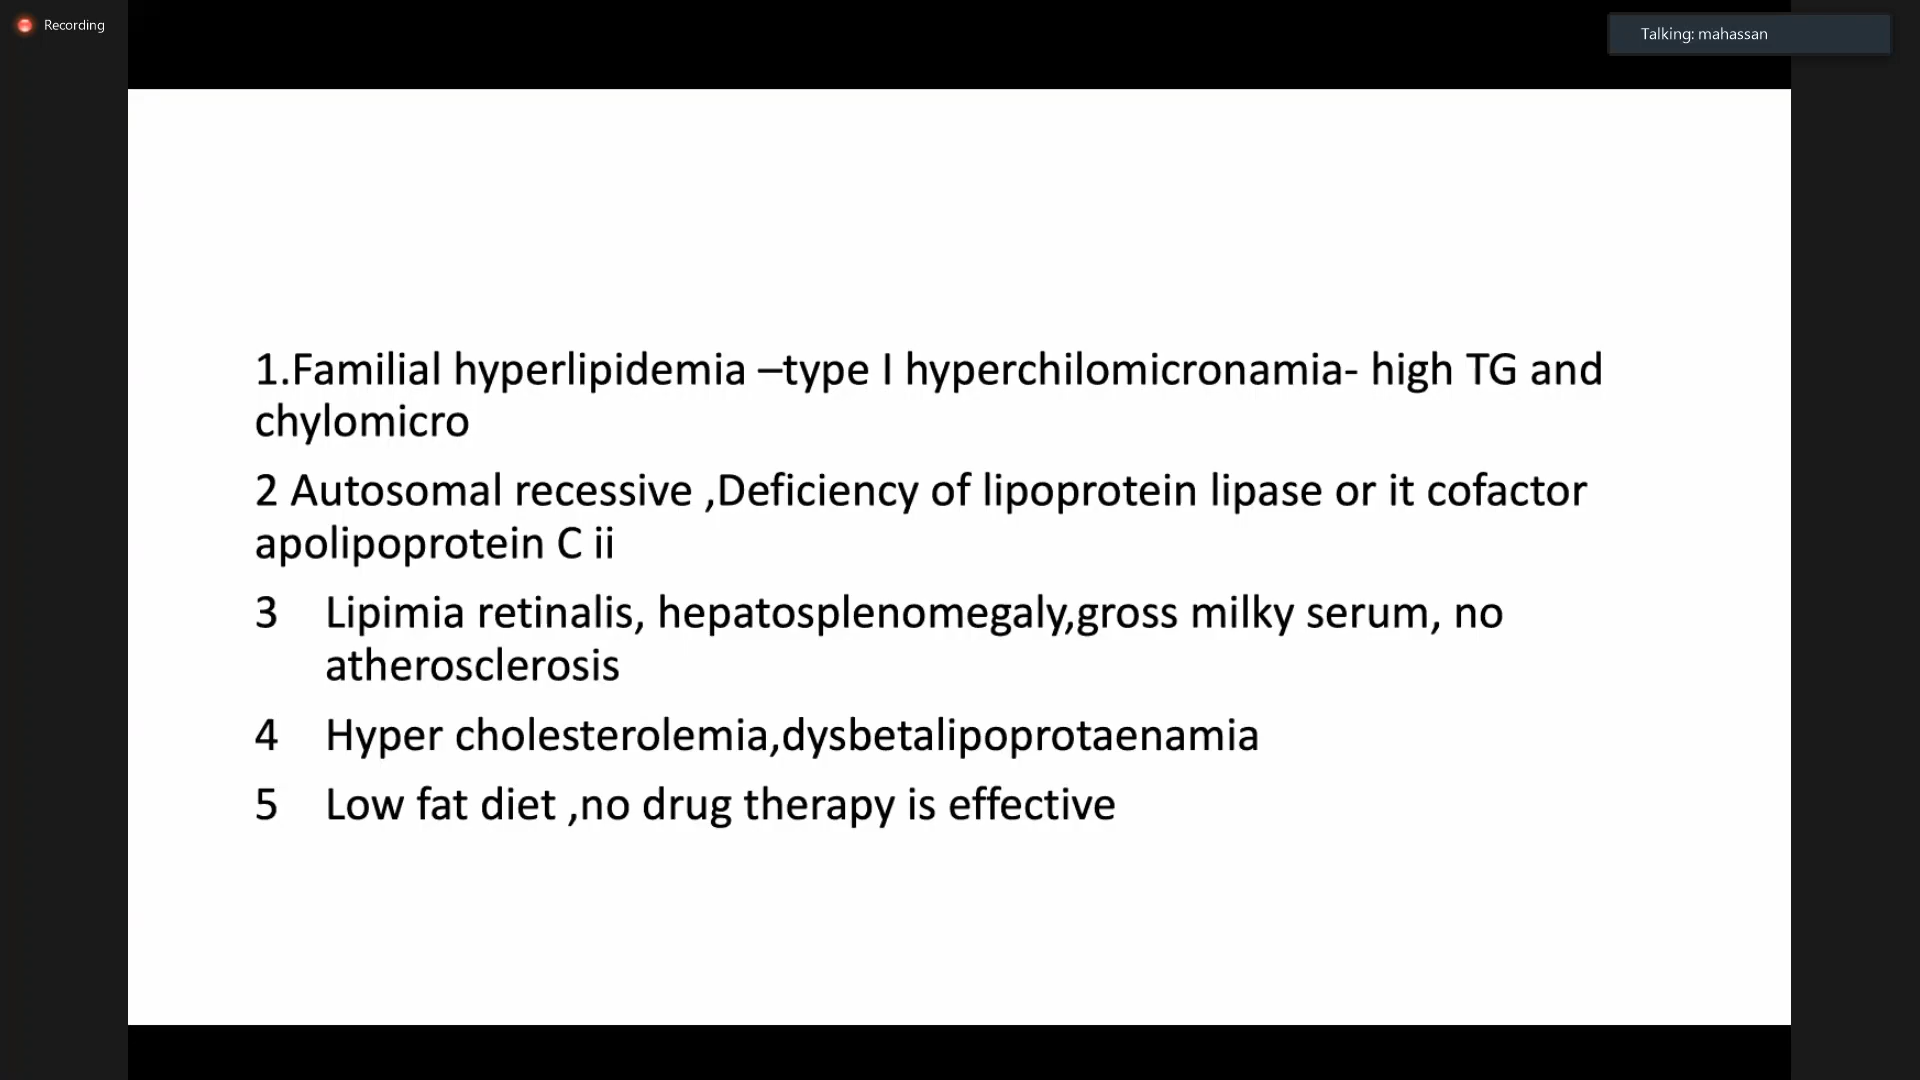 Recording
Talking: mahassan
1.Familial hyperlipidemia –type I hyperchilomicronamia- high TG and
chylomicro
2 Autosomal recessive ,Deficiency of lipoprotein lipase or it cofactor
apolipoprotein C ii
3 Lipimia retinalis, hepatosplenomegaly,gross milky serum, no
atherosclerosis
4 Hyper cholesterolemia,dysbetalipoprotaenamia
5 Low fat diet ,no drug therapy is effective